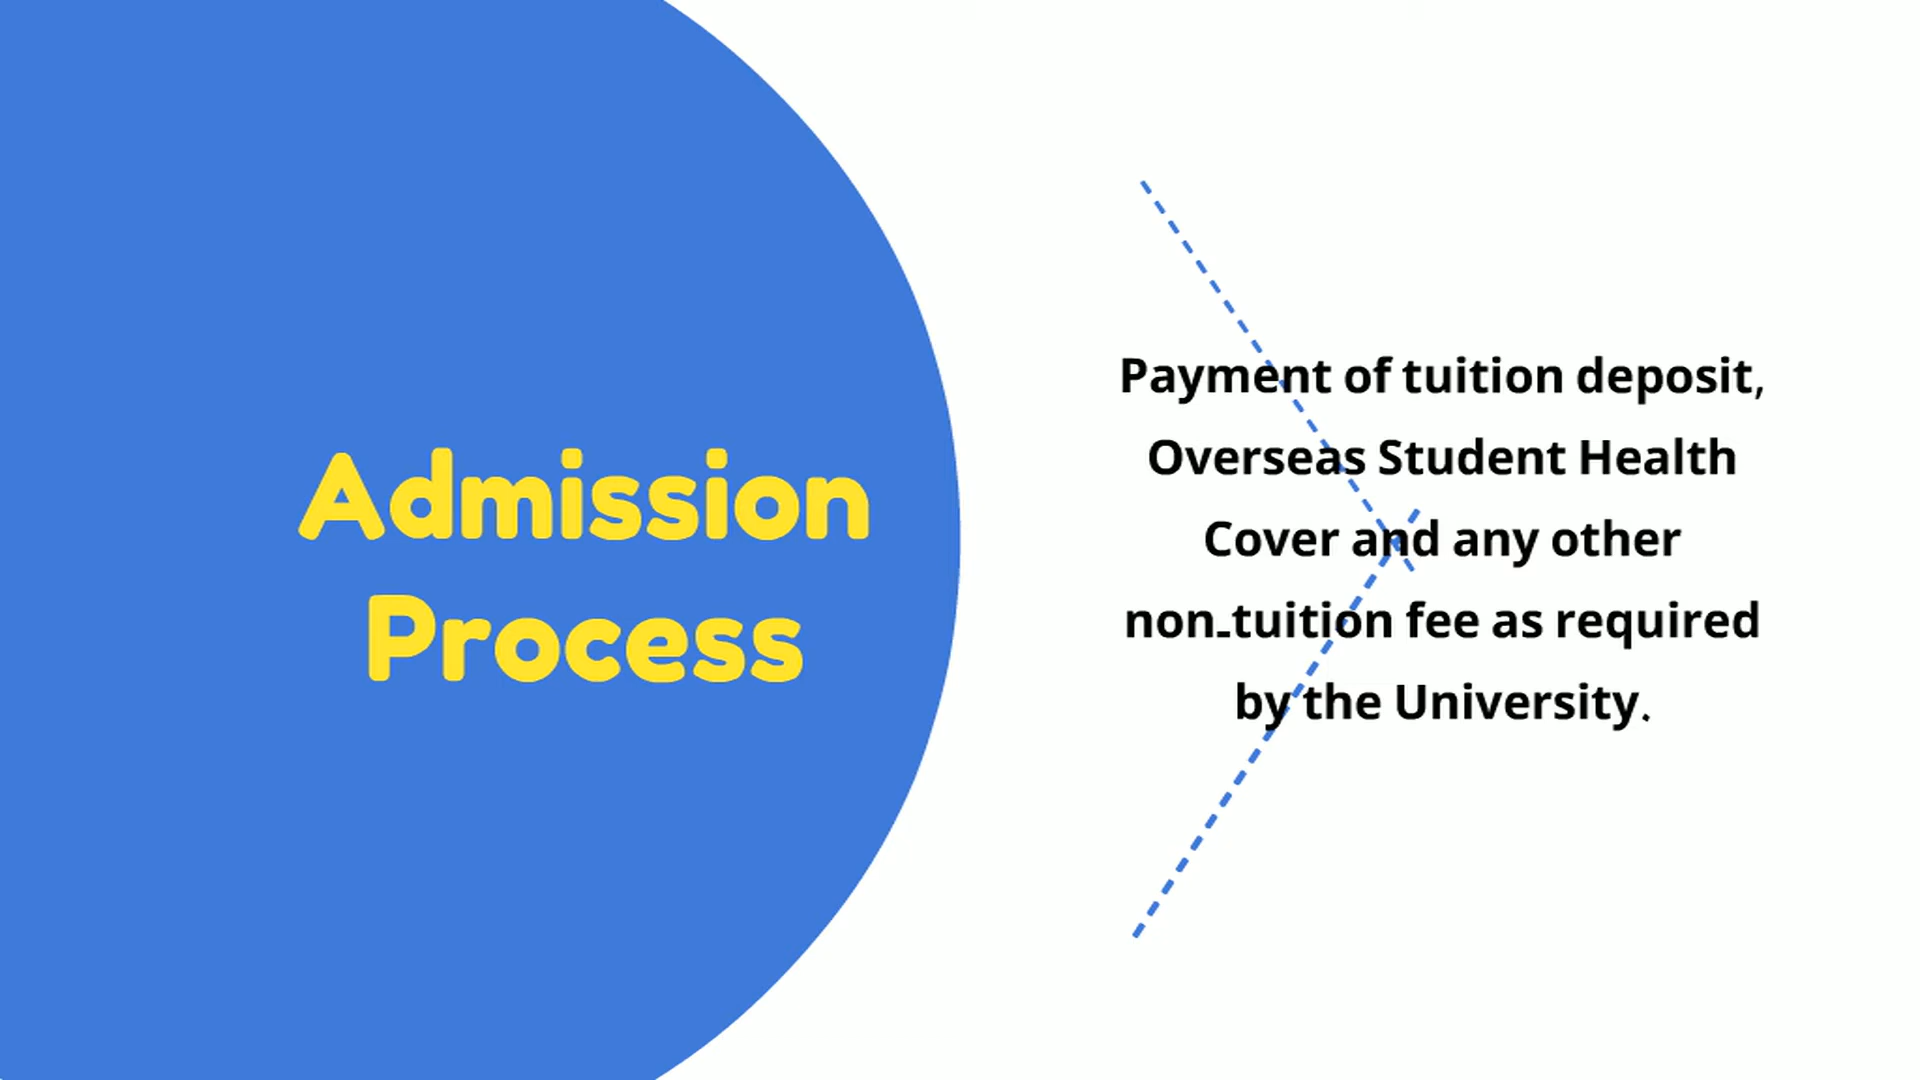 Admission
Process
Payment of tuition deposit,
Overseas Student Health
Cover and any other
non-tuition fee as required
by the University.